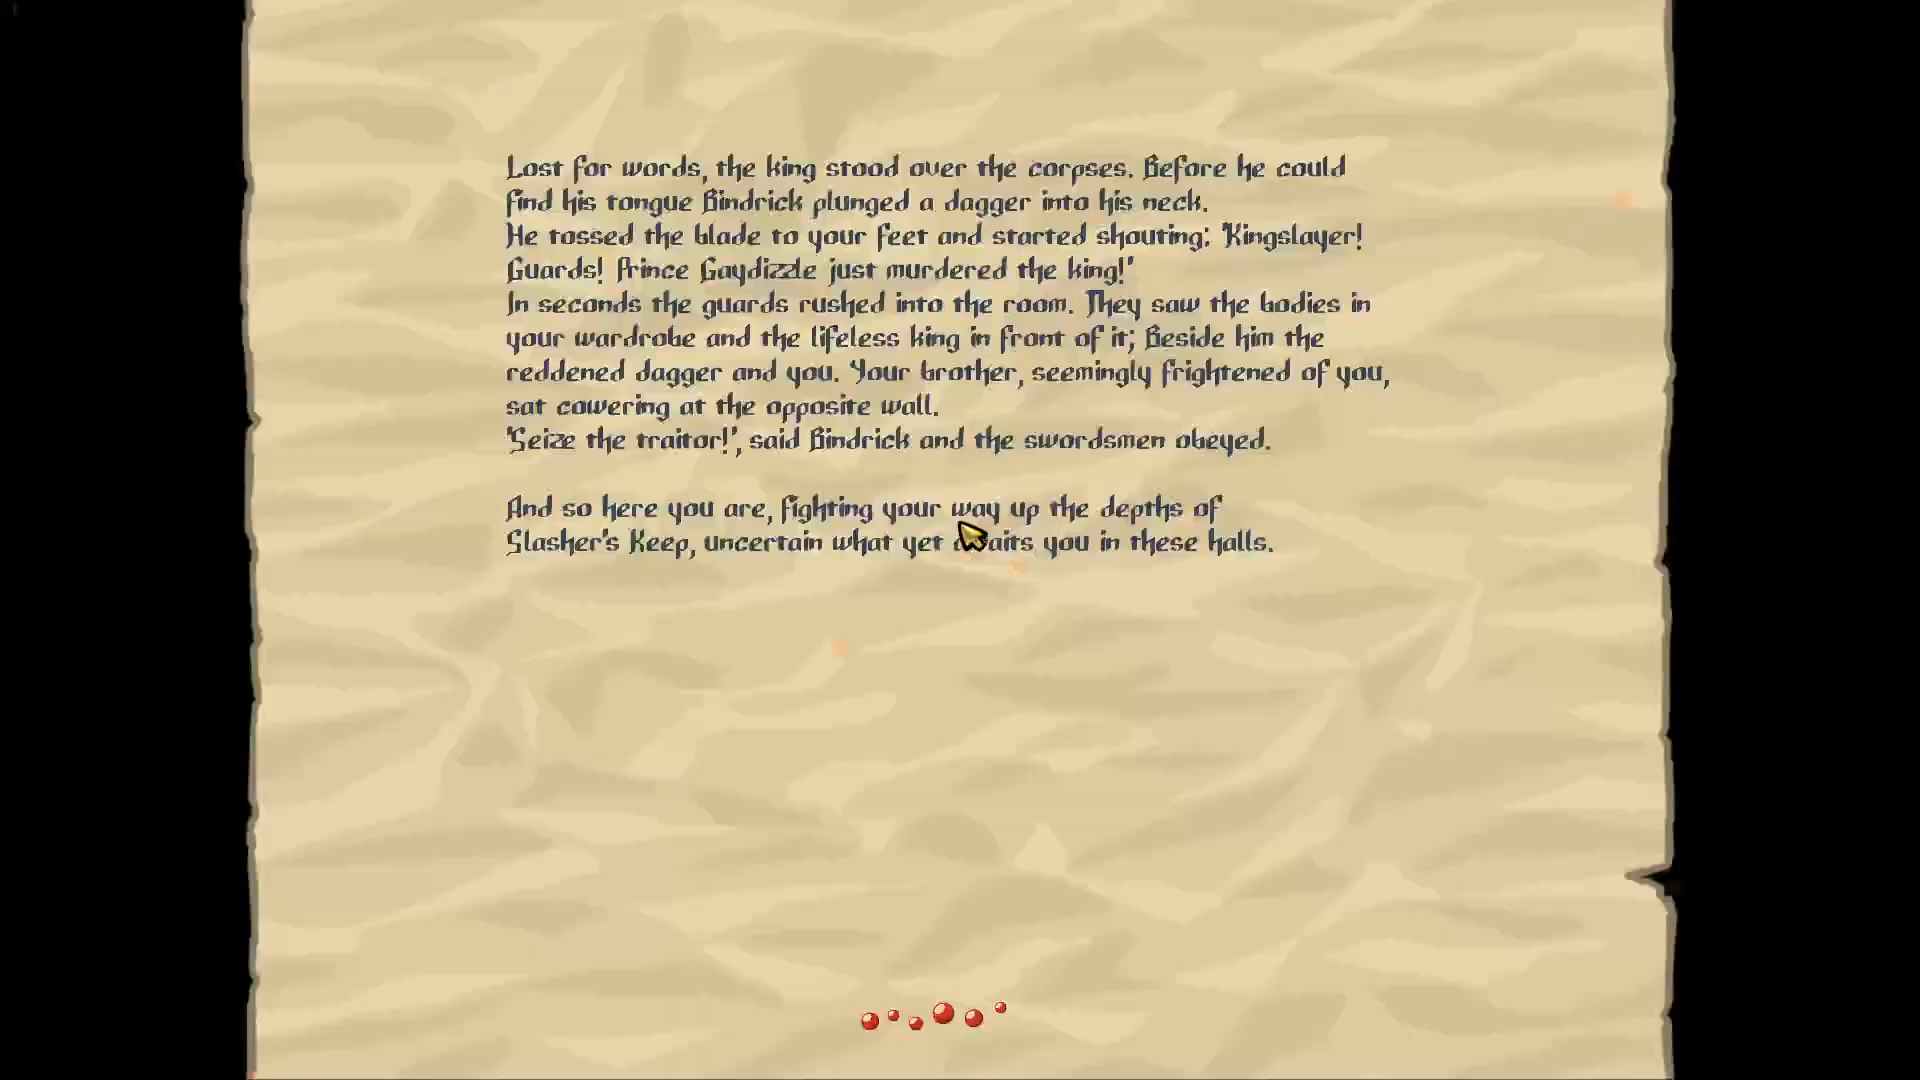 Lost for words, the king stood over the corpses. Before he could
find his tongue Bindrick plunged a dagger into his neck.
He tossed the blade to your feet and started shouting: 'Kingslayer!
Guards! Prince Gaydizzle just murdered the king!'
In seconds the guards rushed into the room. They saw the bodies in
your wardrobe and the lifeless king in front of it; Beside him the
reddened dagger and you. Your brother, seemingly frightened of you,
sat cowering at the opposite wall.
'Seize the traitor!', said Bindrick and the swordsmen obeyed.
And so here you are, fighting your way up the depths of
Slasher's Keep, uncertain what yet awaits you in these halls.